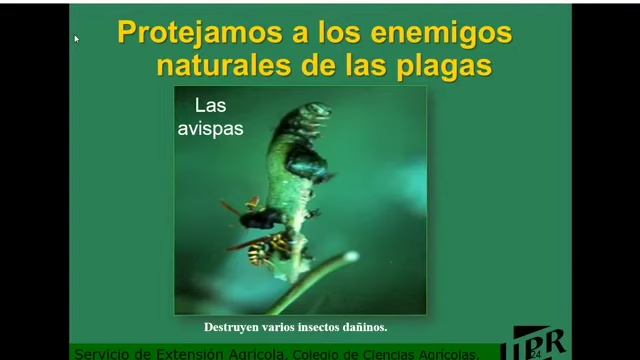 Protejamos a los enemigos
naturales de las plagas
Las
avispas
Destruyen varios insectos dañinos.
Servicio de Extensión Agrícola, Colegio de Ciencias Agrícolas,
UPR
24